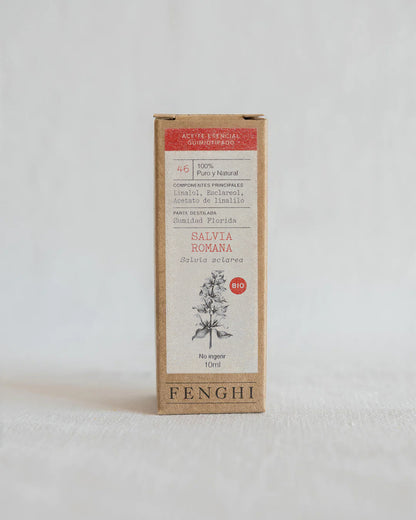 ACEITE ESENCIAL
QUIMIOTIPADO
46
100%
Puro y Natural
COMPONENTES PRINCIPALES
Linalol, Esclareol,
Acetato de linalilo
PARTE DESTILADA
Sumidad Florida
SALVIA
ROMANA
Salvia sclarea
BIO
No ingerir
10ml
FENGHI